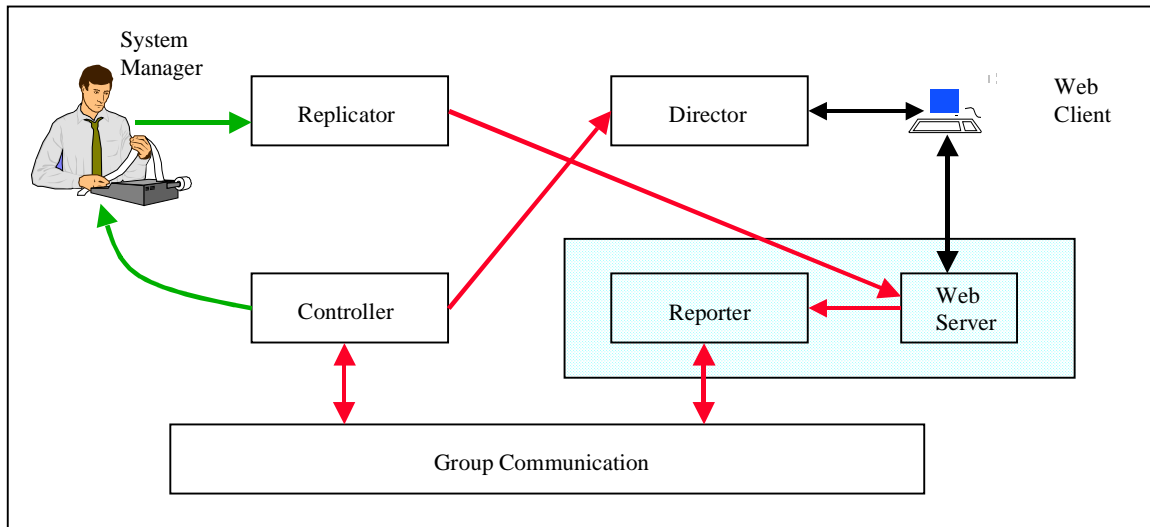 System
Manager
Replicator
Director
Web
Client
Controller
Reporter
Web
Server
Group Communication